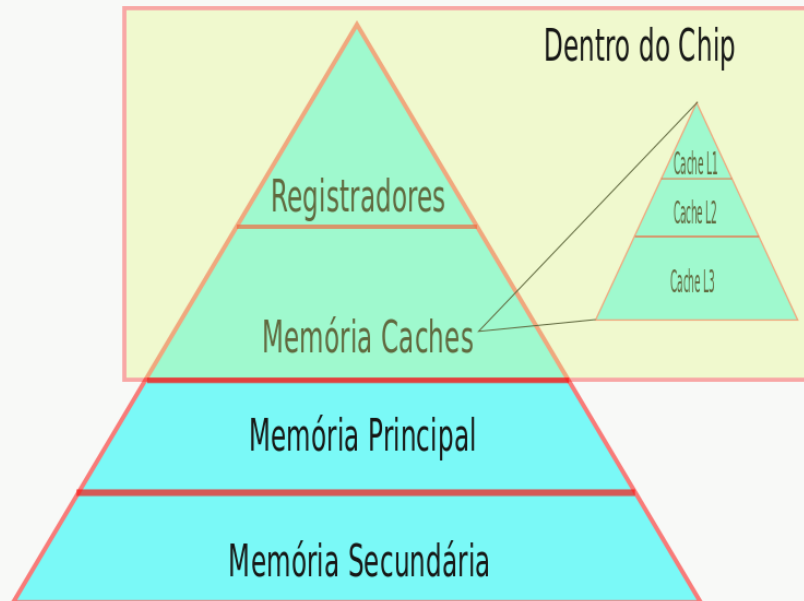 Dentro do Chip
Registradores
Memória Caches
Cache L1
Cache L2
Cache L3
Memória Principal
Memória Secundária